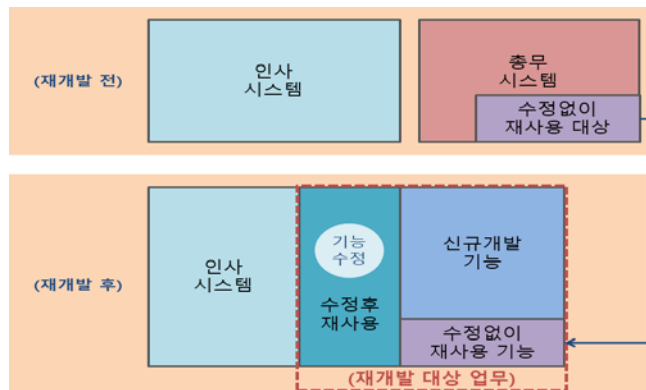 (재개발 전)
인사
시스템
총무
시스템
수정없이
재사용 대상
(재개발 후)
인사
시스템
기능
수정
수정후
재사용
신규개발
기능
수정없이
재사용 기능
(재개발 대상 업무)